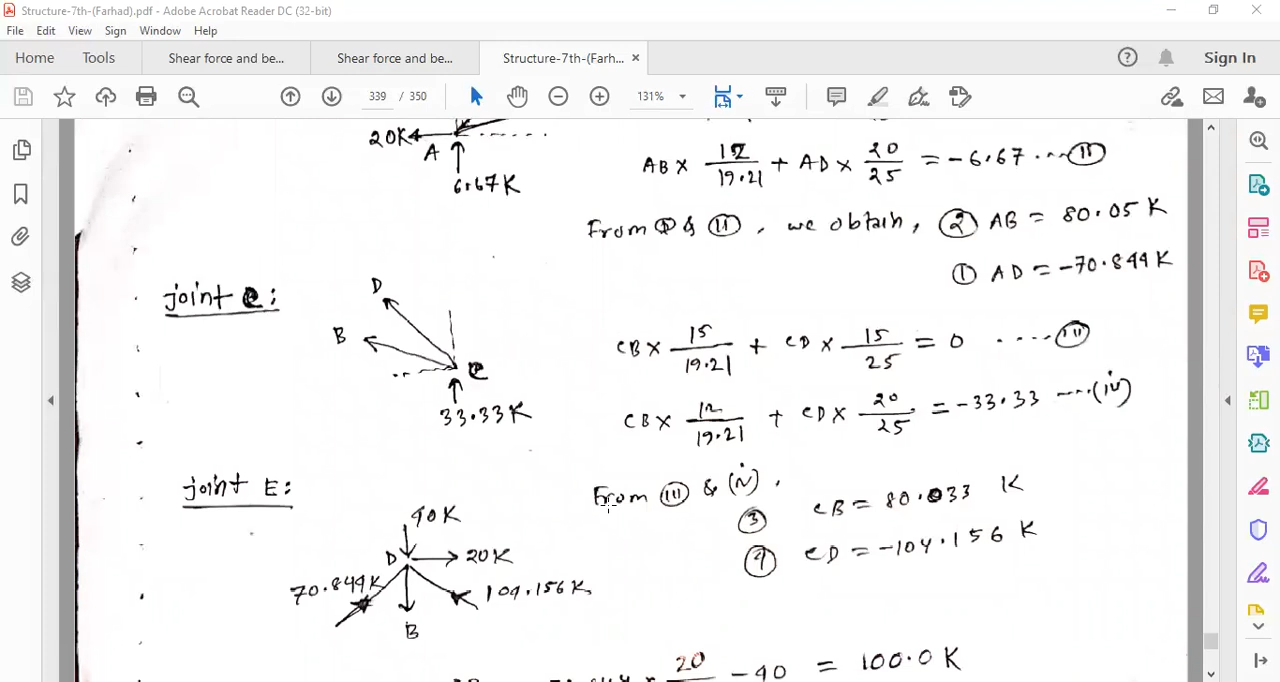 Structure-7th-(Farhad).pdf - Adobe Acrobat Reader DC (32-bit)
File Edit View Sign Window Help
Home Tools Shear force and be... Shear force and be... Structure-7th-(Farh... × Sign In
339 / 350 131%
20K
A
6.67K
AB × 12/19.21 + AD × 20/25 = -6.67 ... (II)
From (I) & (II), we obtain, (2) AB = 80.05 K
(1) AD = -70.844 K
joint C:
D
B
C
33.33K
CB × 15/19.21 + CD × 15/25 = 0 .... (III)
CB × 12/19.21 + CD × 20/25 = -33.33 ---- (iv)
From (III) & (iv).
(3) CB = 80.033 K
(4) CD = -104.156 K
joint E:
40K
D 20K
70.844K 104.156K
B
20
-40 = 100.0 K